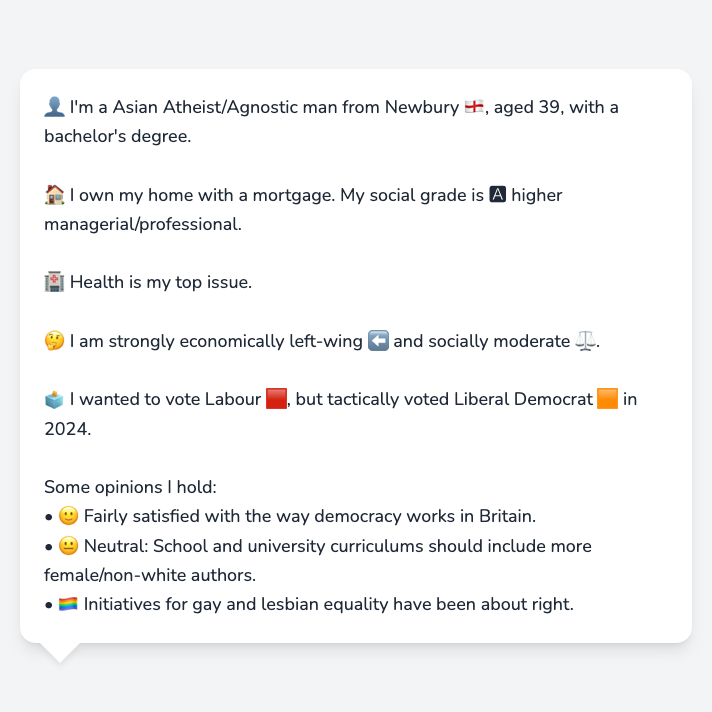 👤 I'm a Asian Atheist/Agnostic man from Newbury 🏴󠁧󠁢󠁥󠁮󠁧󠁿, aged 39, with a
bachelor's degree.
🏠 I own my home with a mortgage. My social grade is 🅰 higher
managerial/professional.
🏥 Health is my top issue.
🤔 I am strongly economically left-wing ⬅️ and socially moderate ⚖️.
🗳️ I wanted to vote Labour 🟥, but tactically voted Liberal Democrat 🟧 in
2024.
Some opinions I hold:
• 🙂 Fairly satisfied with the way democracy works in Britain.
• 😐 Neutral: School and university curriculums should include more
female/non-white authors.
• 🏳️‍🌈 Initiatives for gay and lesbian equality have been about right.